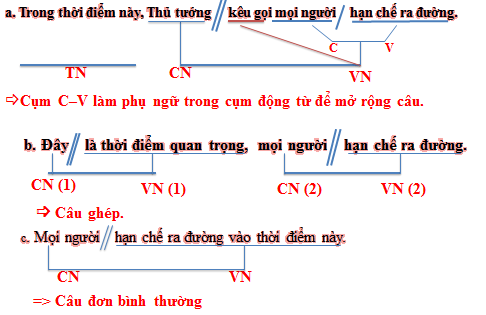 a. Trong thời điểm này, Thủ tướng // kêu gọi mọi người / hạn chế ra đường.
C V
TN CN VN
⇨Cụm C–V làm phụ ngữ trong cụm động từ để mở rộng câu.
b. Đây // là thời điểm quan trọng, mọi người // hạn chế ra đường.
CN (1) VN (1) CN (2) VN (2)
⇨ Câu ghép.
c. Mọi người // hạn chế ra đường vào thời điểm này.
CN VN
=> Câu đơn bình thường